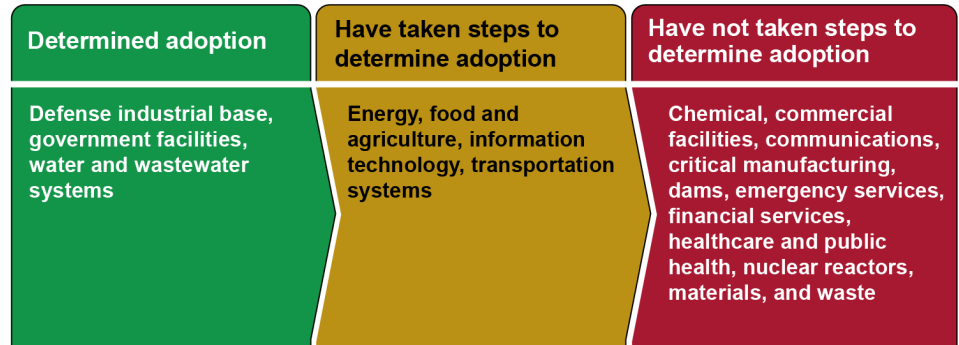 Determined adoption
Defense industrial base,
government facilities,
water and wastewater
systems
Have taken steps to
determine adoption
Energy, food and
agriculture, information
technology, transportation
systems
Have not taken steps to
determine adoption
Chemical, commercial
facilities, communications,
critical manufacturing,
dams, emergency services,
financial services,
healthcare and public
health, nuclear reactors,
materials, and waste